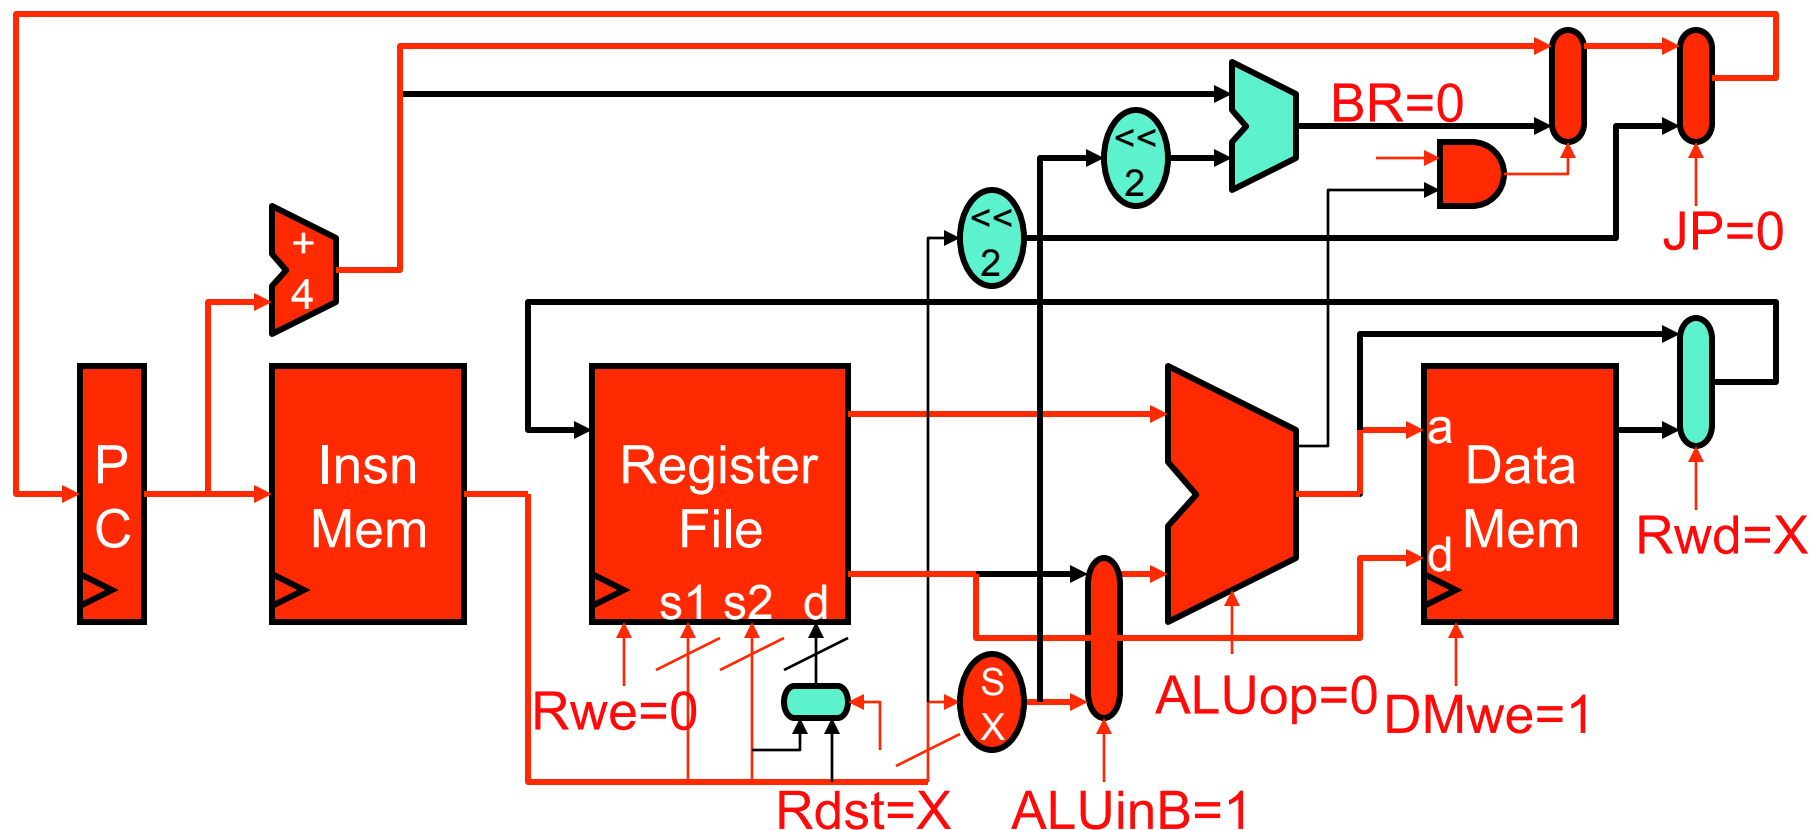 BR=0
<<
2
<<
2
JP=0
+
4
P
C
Insn
Mem
Register
File
s1 s2 d
a
Data
Mem
d
Rwd=X
Rwe=0
S
X
ALUop=0
DMwe=1
Rdst=X
ALUinB=1